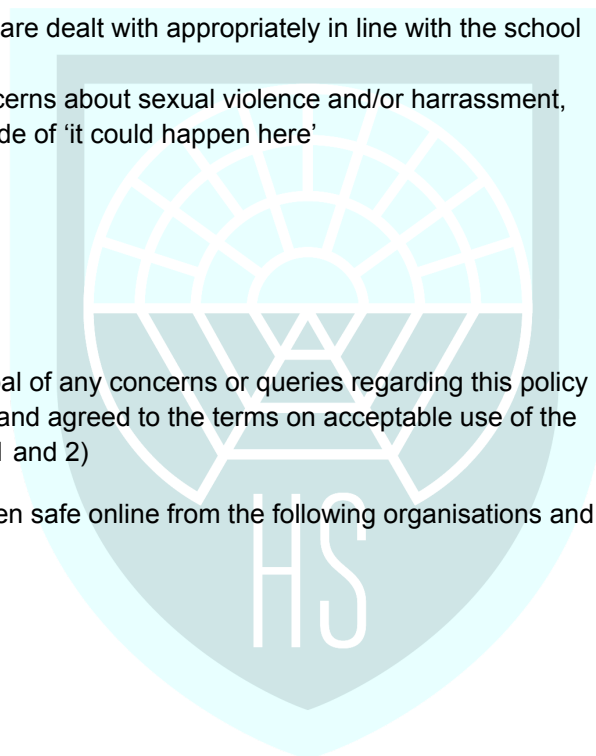 are dealt with appropriately in line with the school
cerns about sexual violence and/or harrassment,
de of ‘it could happen here’
al of any concerns or queries regarding this policy
and agreed to the terms on acceptable use of the
and 2)
en safe online from the following organisations and
HS